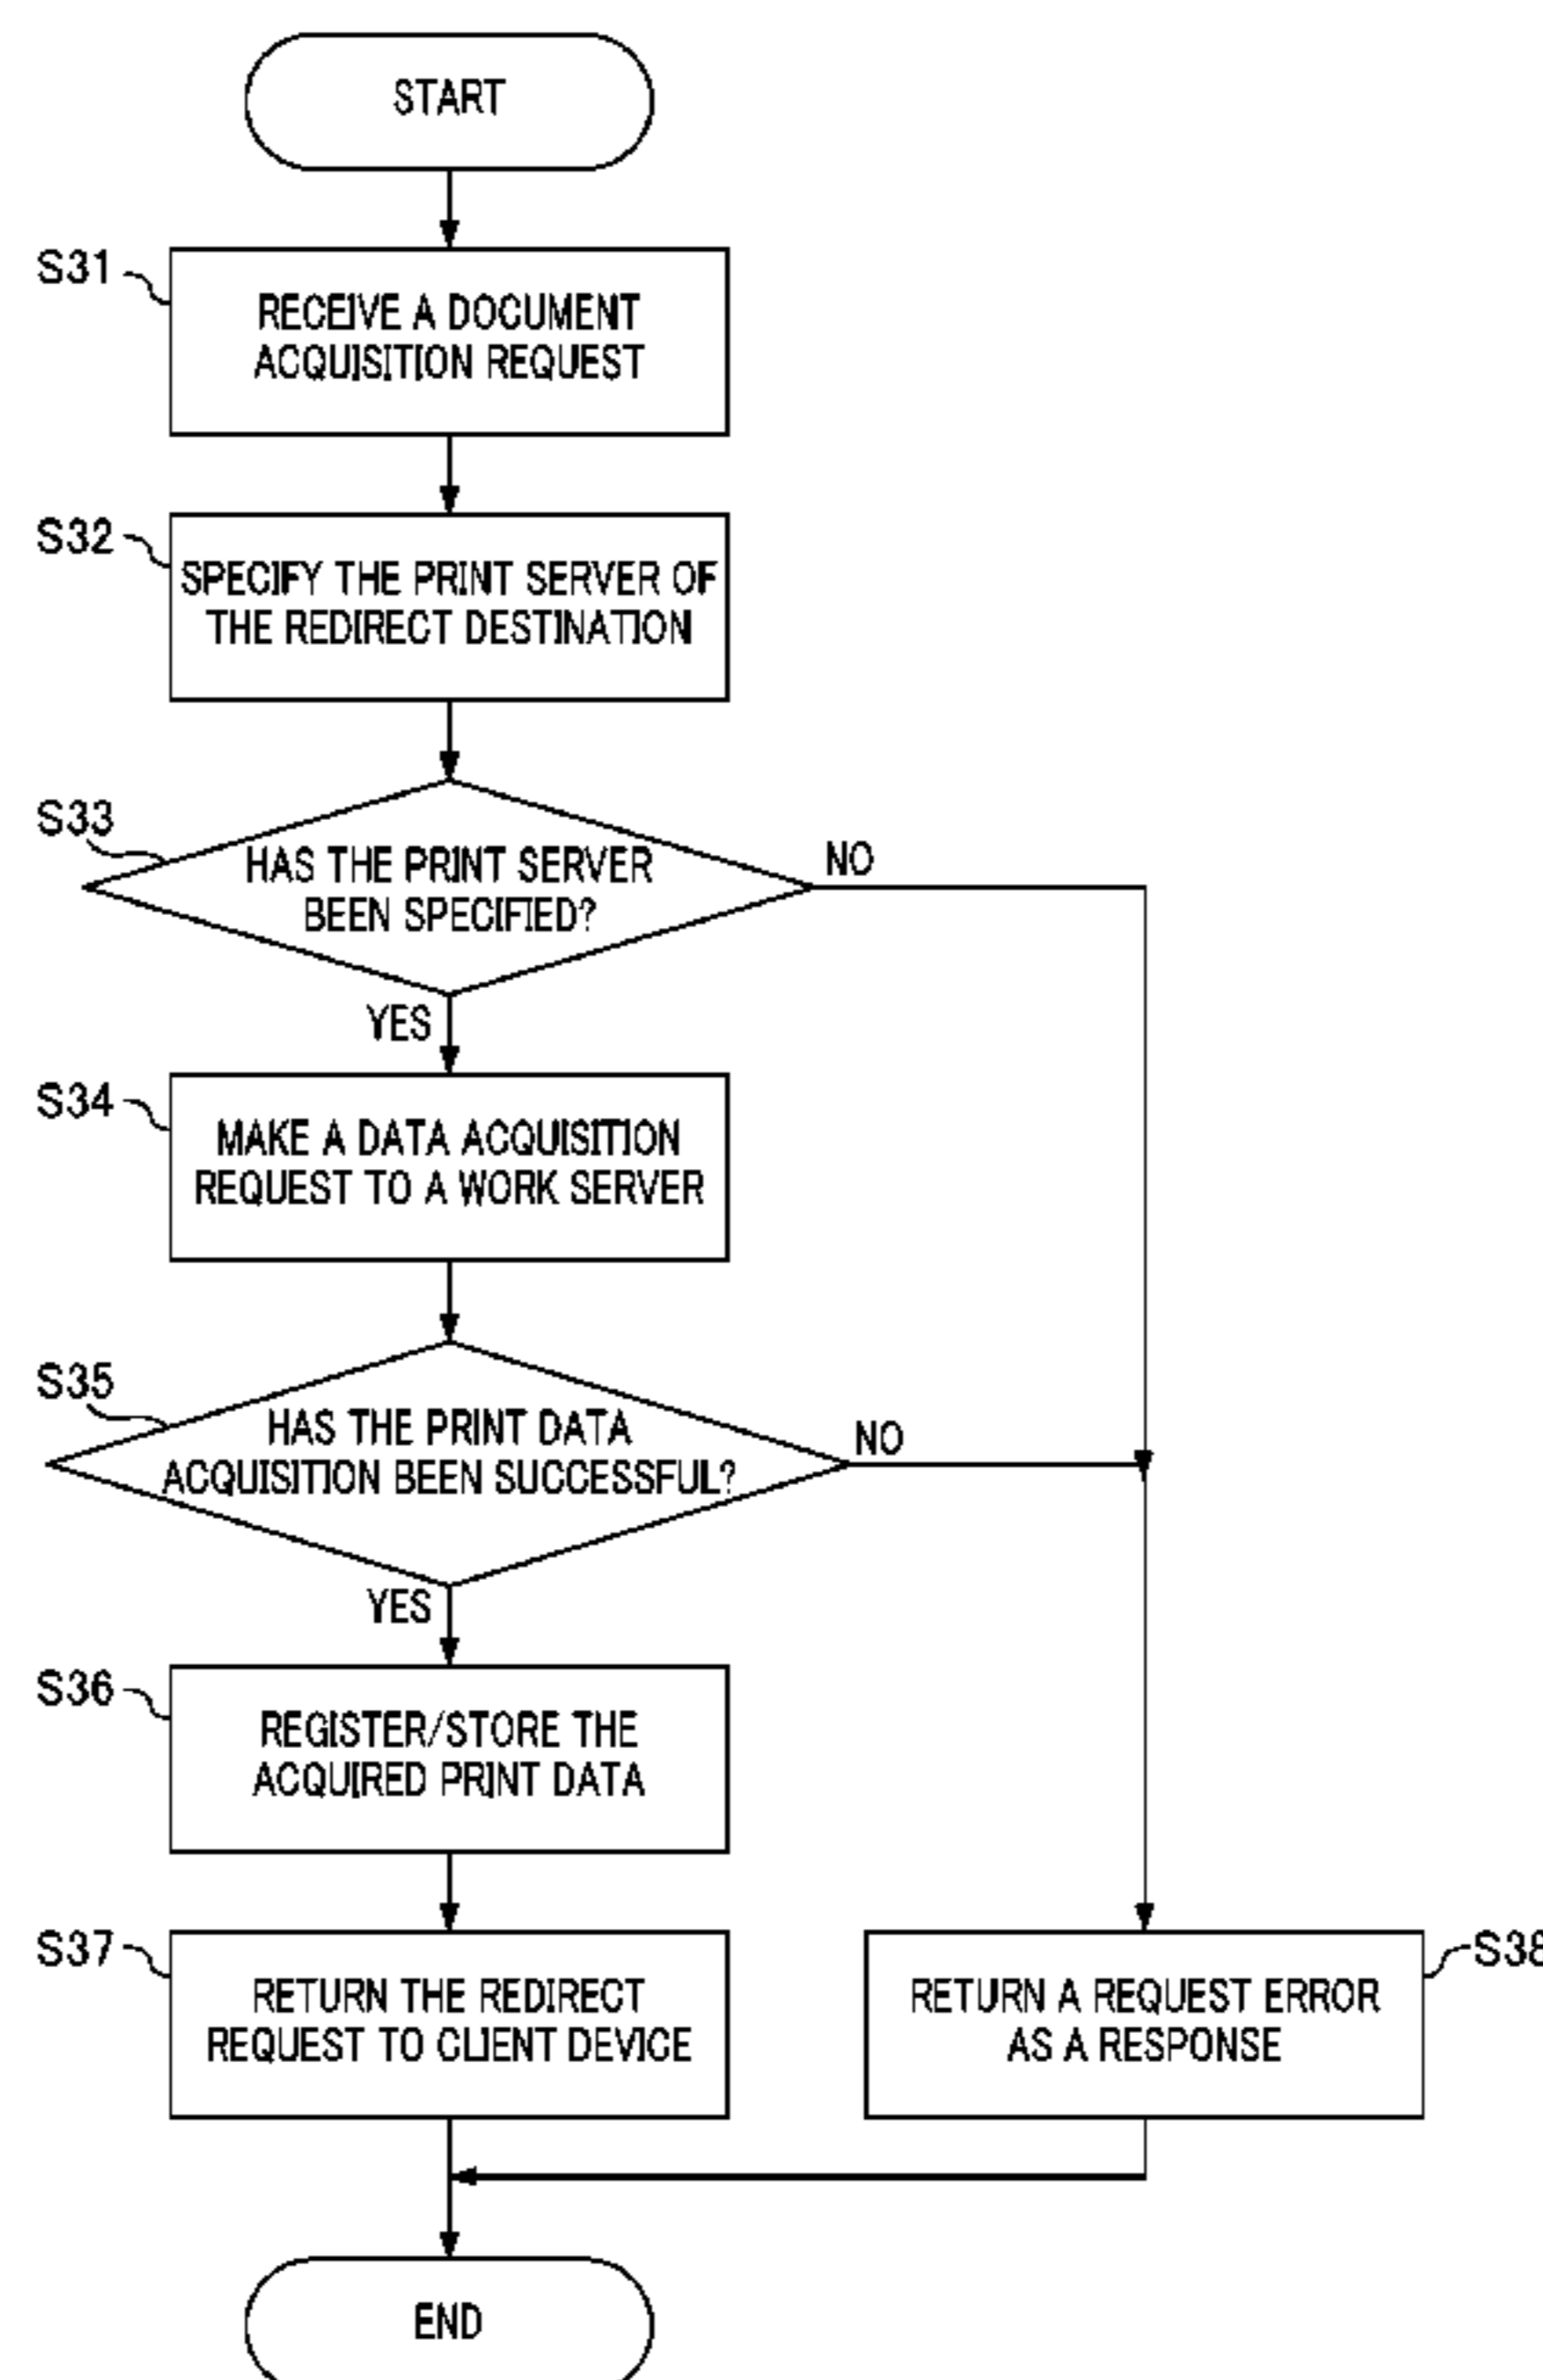 START
S31
RECEIVE A DOCUMENT
ACQUISITION REQUEST
S32
SPECIFY THE PRINT SERVER OF
THE REDIRECT DESTINATION
S33
HAS THE PRINT SERVER
BEEN SPECIFIED?
NO
YES
S34
MAKE A DATA ACQUISITION
REQUEST TO A WORK SERVER
S35
HAS THE PRINT DATA
ACQUISITION BEEN SUCCESSFUL?
NO
YES
S36
REGISTER/STORE THE
ACQUIRED PRINT DATA
S37
RETURN THE REDIRECT
REQUEST TO CLIENT DEVICE
S38
RETURN A REQUEST ERROR
AS A RESPONSE
END